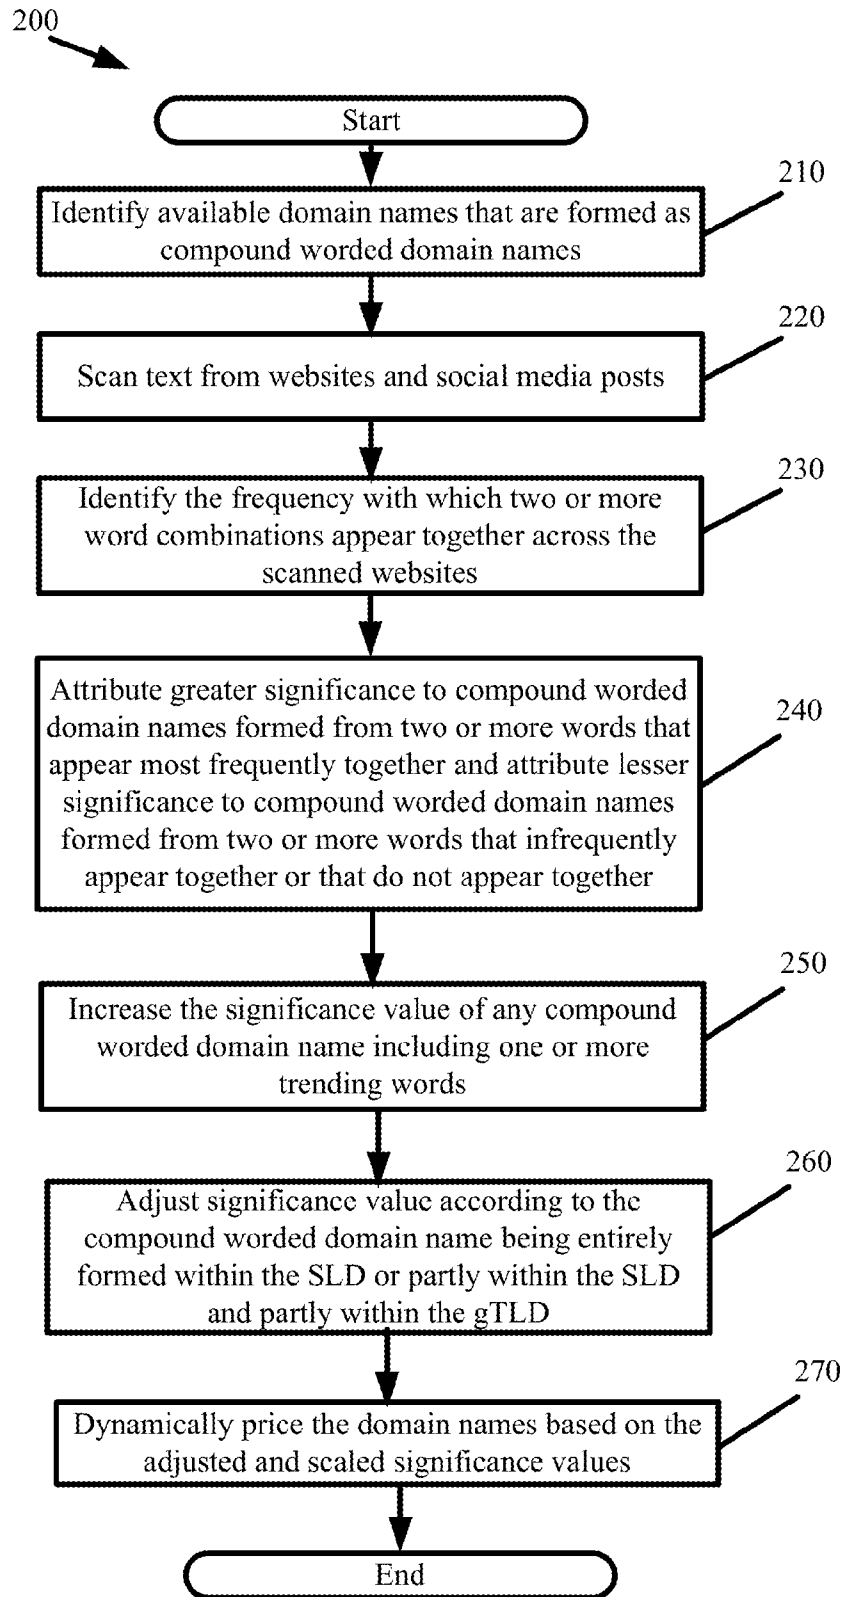 200
Start
210
Identify available domain names that are formed as
compound worded domain names
220
Scan text from websites and social media posts
230
Identify the frequency with which two or more
word combinations appear together across the
scanned websites
240
Attribute greater significance to compound worded
domain names formed from two or more words that
appear most frequently together and attribute lesser
significance to compound worded domain names
formed from two or more words that infrequently
appear together or that do not appear together
250
Increase the significance value of any compound
worded domain name including one or more
trending words
260
Adjust significance value according to the
compound worded domain name being entirely
formed within the SLD or partly within the SLD
and partly within the gTLD
270
Dynamically price the domain names based on the
adjusted and scaled significance values
End